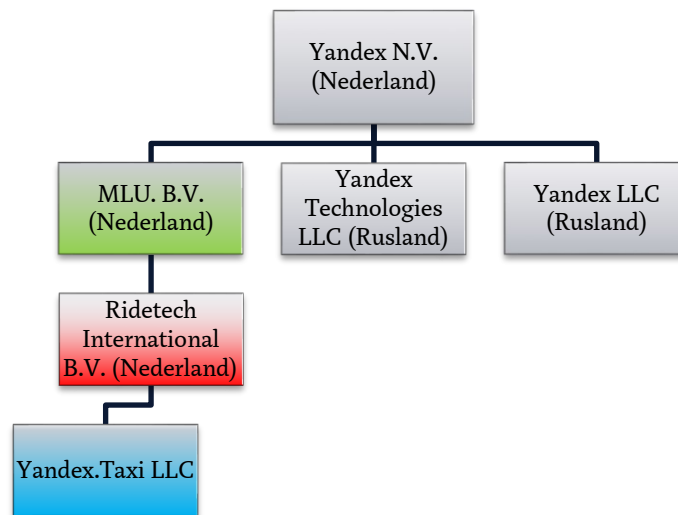 Yandex N.V.
(Nederland)
MLU. B.V.
(Nederland)
Yandex
Technologies
LLC (Rusland)
Yandex LLC
(Rusland)
Ridetech
International
B.V. (Nederland)
Yandex.Taxi LLC